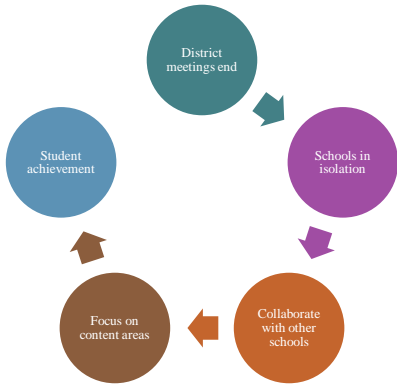 District
meetings end
Schools in
isolation
Collaborate
with other
schools
Focus on
content areas
Student
achievement